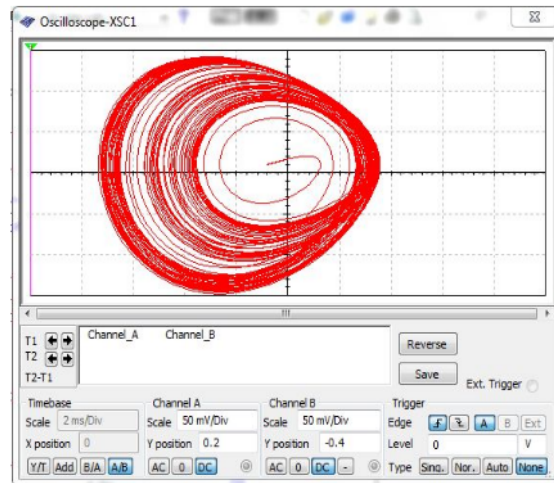 Oscilloscope-XSC1
T1
T2
T2-T1
Channel_A Channel_B
Reverse
Save
Ext. Trigger
Timebase
Scale 2 ms/Div
X position 0
Y/T Add B/A A/B
Channel A
Scale 50 mV/Div
Y position 0.2
AC 0 DC
Channel B
Scale 50 mV/Div
Y position -0.4
AC 0 DC -
Trigger
Edge A B Ext
Level 0 V
Type Sing. Nor. Auto None